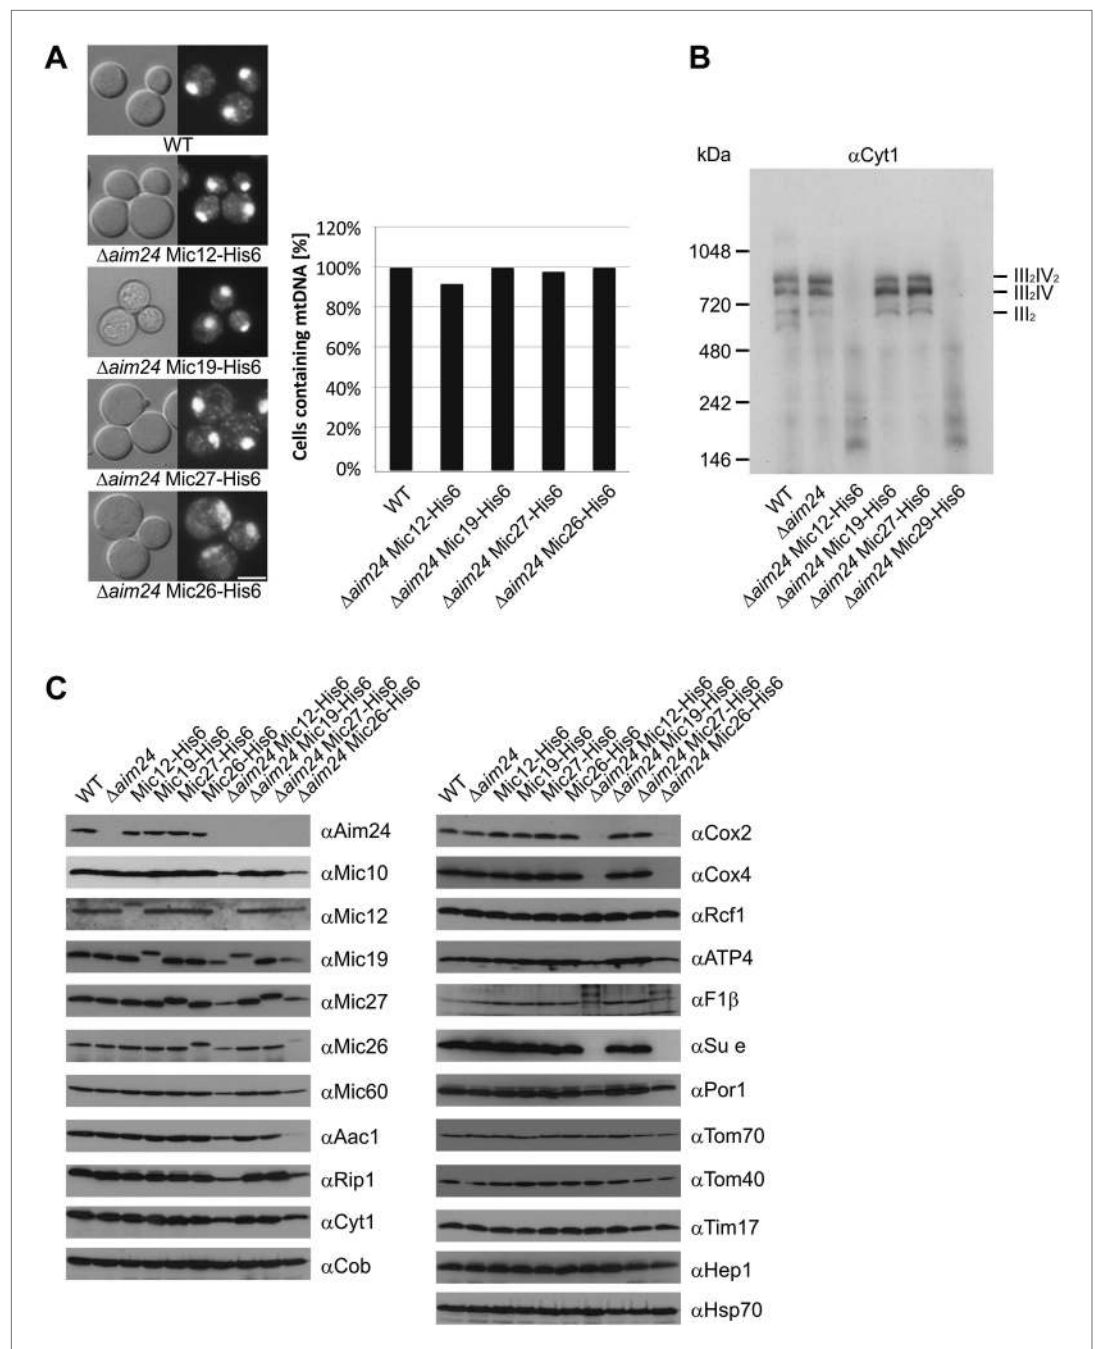 A
WT
Δaim24 Mic12-His6
Δaim24 Mic19-His6
Δaim24 Mic27-His6
Δaim24 Mic26-His6
Cells containing mtDNA [%]
120%
100%
80%
60%
40%
20%
0%
WT
Δaim24 Mic12-His6
Δaim24 Mic19-His6
Δaim24 Mic27-His6
Δaim24 Mic26-His6
B
kDa
αCyt1
1048
720
480
242
146
III₂IV₂
III₂IV
III₂
WT
Δaim24
Δaim24 Mic12-His6
Δaim24 Mic19-His6
Δaim24 Mic27-His6
Δaim24 Mic29-His6
C
WT
Δaim24
Mic12-His6
Mic19-His6
Mic27-His6
Mic26-His6
Δaim24 Mic12-His6
Δaim24 Mic19-His6
Δaim24 Mic27-His6
Δaim24 Mic26-His6
αAim24
αMic10
αMic12
αMic19
αMic27
αMic26
αMic60
αAac1
αRip1
αCyt1
αCob
WT
Δaim24
Mic12-His6
Mic19-His6
Mic27-His6
Mic26-His6
Δaim24 Mic12-His6
Δaim24 Mic19-His6
Δaim24 Mic27-His6
Δaim24 Mic26-His6
αCox2
αCox4
αRcf1
αATP4
αF1β
αSu e
αPor1
αTom70
αTom40
αTim17
αHep1
αHsp70